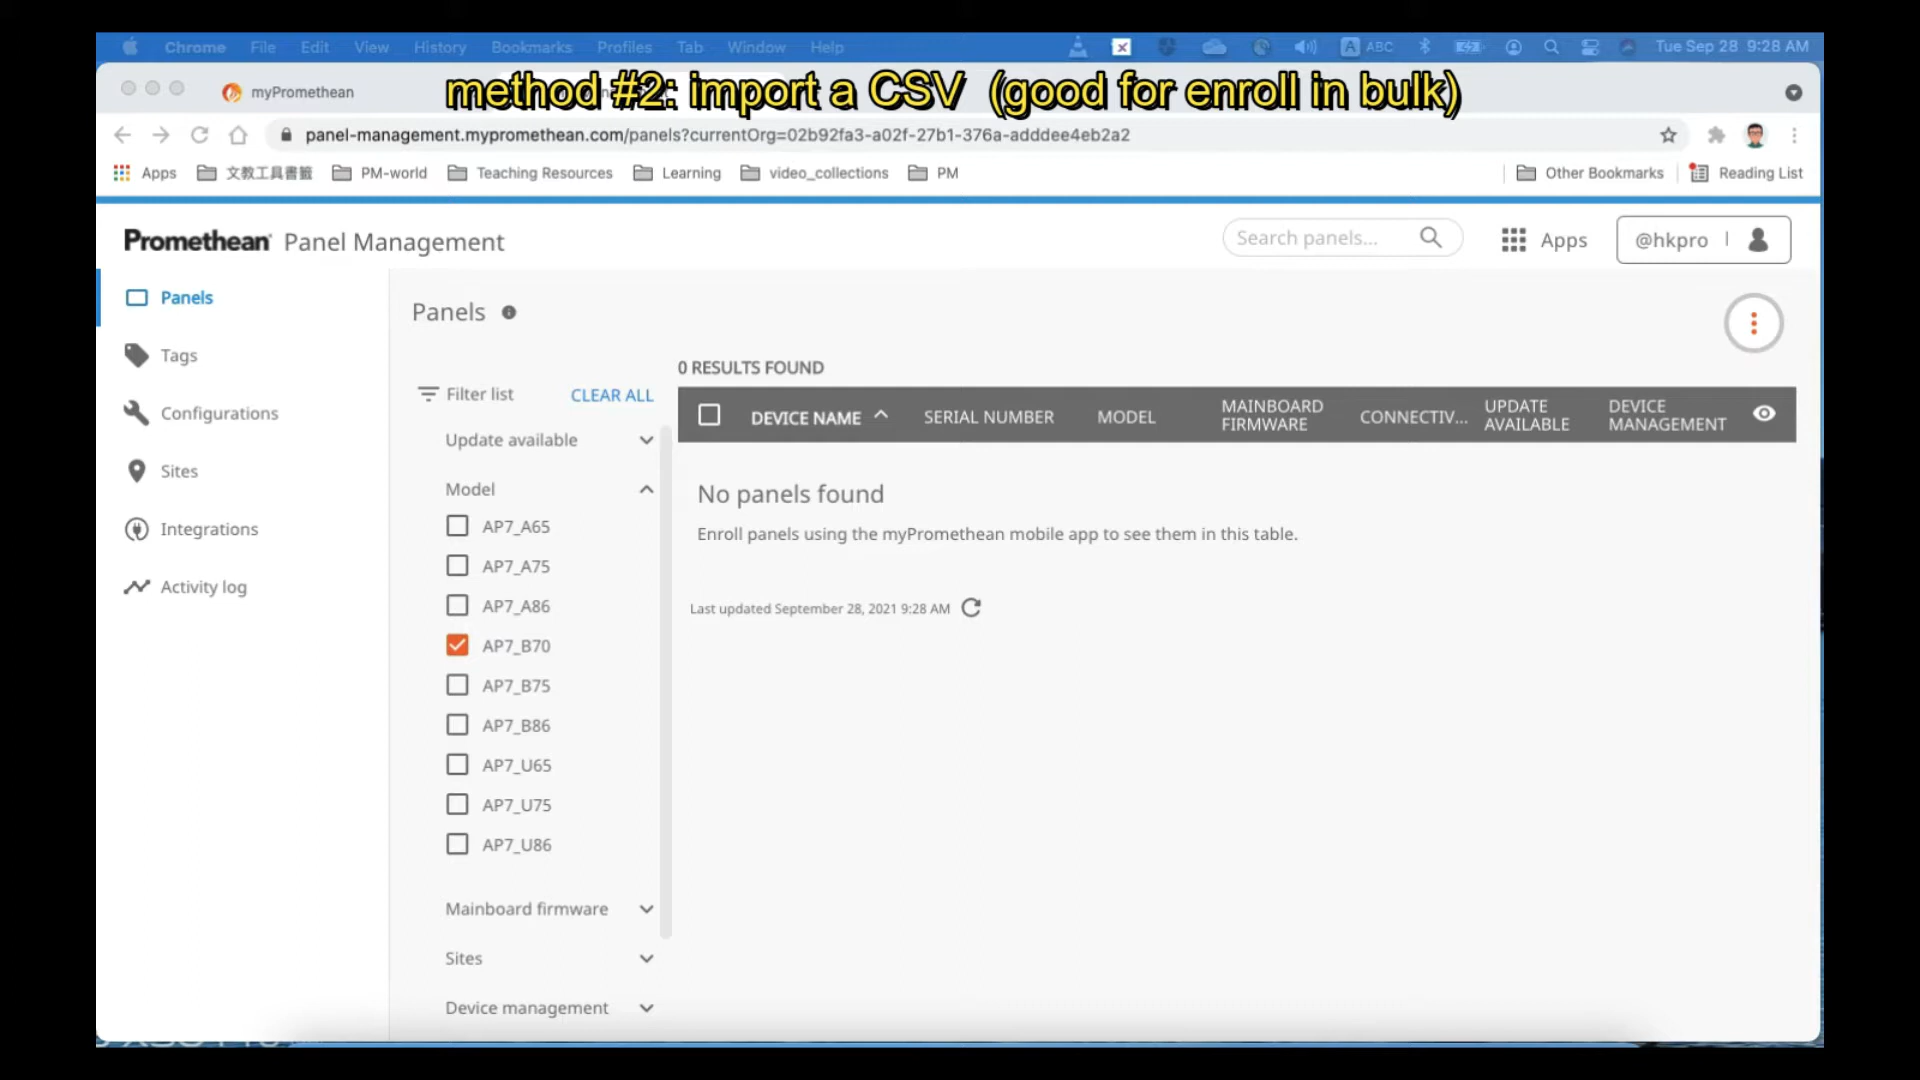 Chrome File Edit View History Bookmarks Profiles Tab Window Help A ABC Tue Sep 28 9:28 AM
myPromethean
method #2: import a CSV (good for enroll in bulk)
panel-management.mypromethean.com/panels?currentOrg=02b92fa3-a02f-27b1-376a-adddee4eb2a2
Apps 文教工具書籤 PM-world Teaching Resources Learning video_collections PM Other Bookmarks Reading List
Promethean Panel Management
Search panels...
Apps
@hkpro
Panels
Tags
Configurations
Sites
Integrations
Activity log
Panels
Filter list CLEAR ALL
Update available
Model
AP7_A65
AP7_A75
AP7_A86
AP7_B70
AP7_B75
AP7_B86
AP7_U65
AP7_U75
AP7_U86
Mainboard firmware
Sites
Device management
0 RESULTS FOUND
DEVICE NAME SERIAL NUMBER MODEL MAINBOARD FIRMWARE CONNECTIV... UPDATE AVAILABLE DEVICE MANAGEMENT
No panels found
Enroll panels using the myPromethean mobile app to see them in this table.
Last updated September 28, 2021 9:28 AM